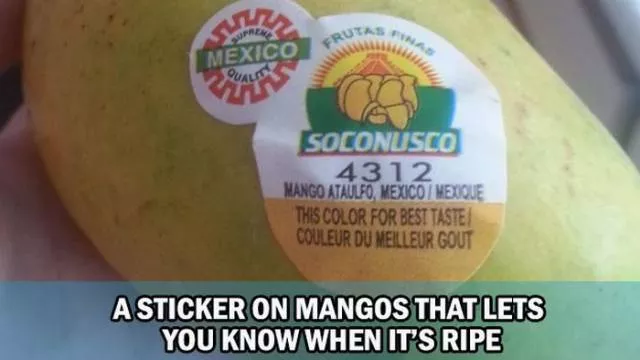 SUPREME
MEXICO
QUALITY
FRUTAS FINAS
SOCONUSCO
4312
MANGO ATAULFO, MEXICO / MEXIQUE
THIS COLOR FOR BEST TASTE /
COULEUR DU MEILLEUR GOUT
A STICKER ON MANGOS THAT LETS
YOU KNOW WHEN IT'S RIPE